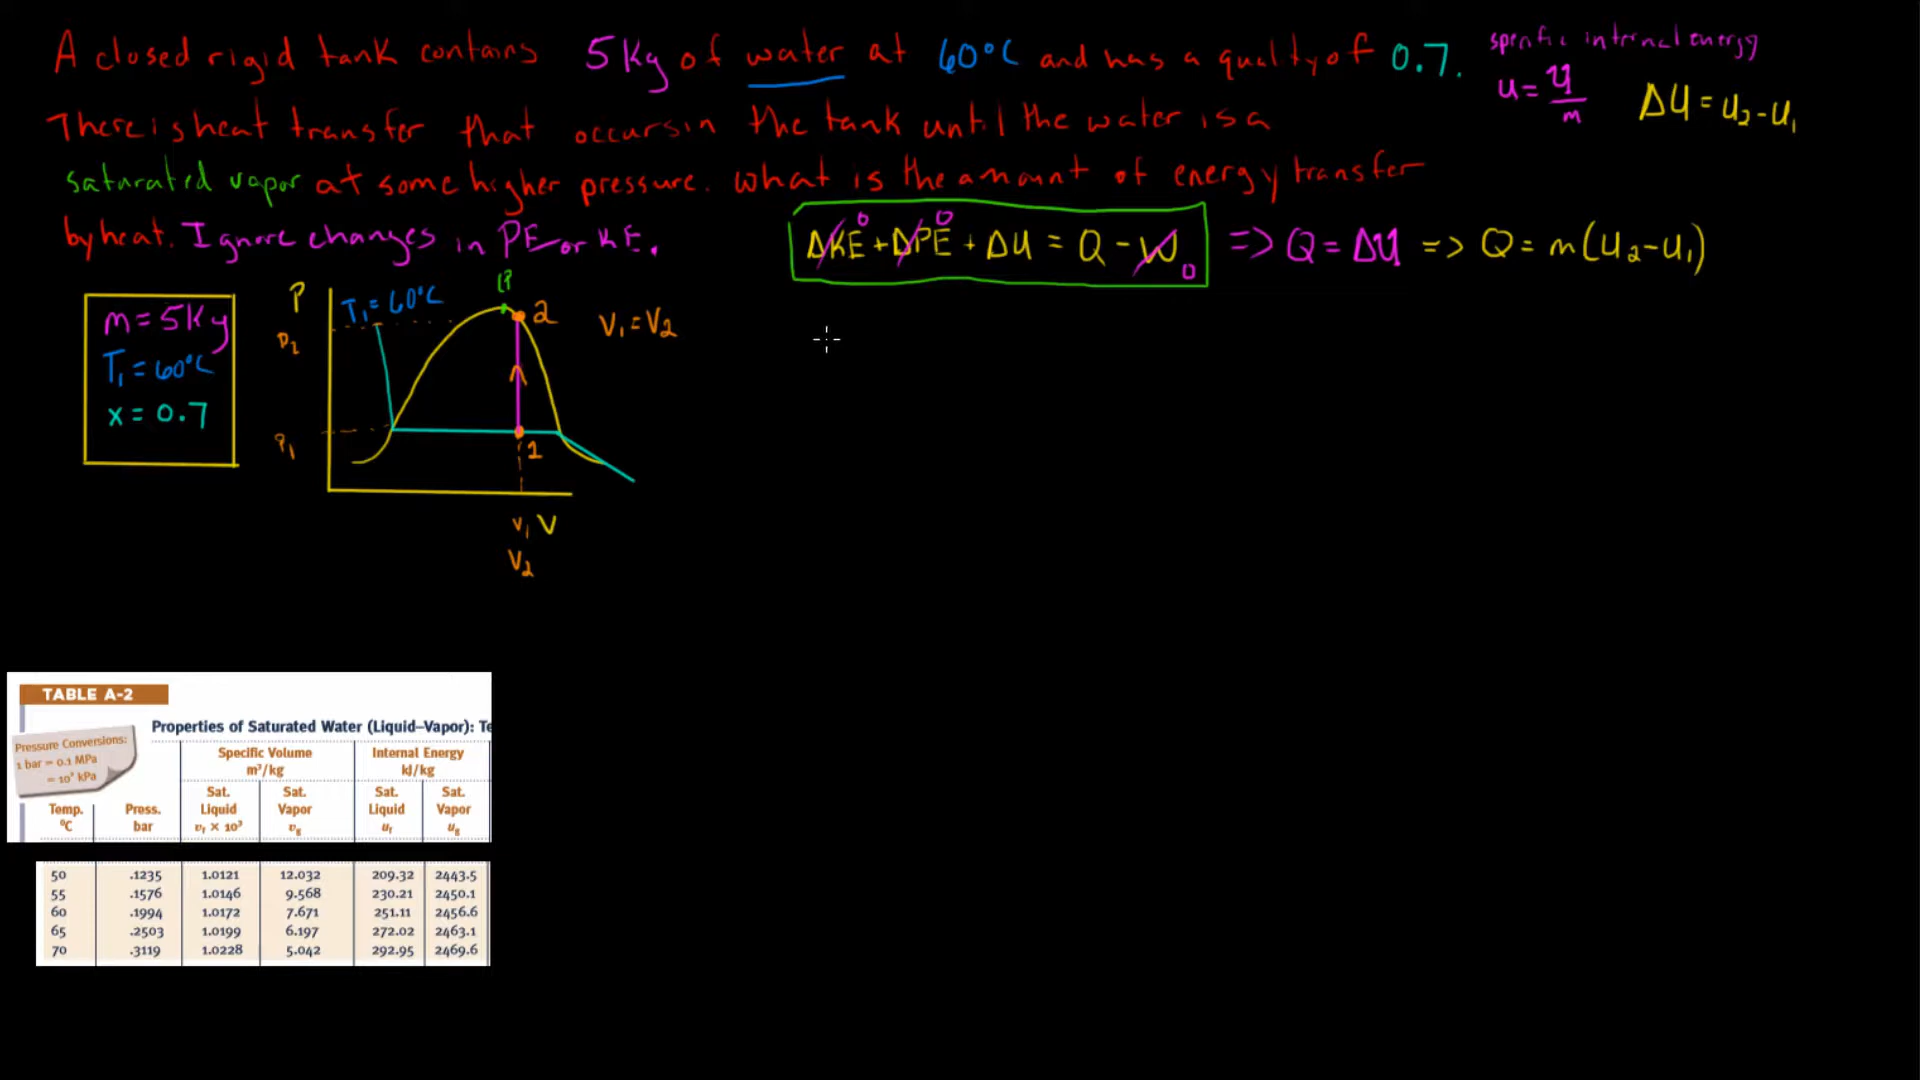 A closed rigid tank contains 5Kg of water at 60°C and has a quality of 0.7.
There is heat transfer that occurs in the tank until the water is a
saturated vapor at some higher pressure. What is the amount of energy transfer
by heat. Ignore changes in PE or KE.
specific internal energy
u = U/m
ΔU = u₂-u₁
ΔKE⁰ + ΔPE⁰ + ΔU = Q - W₀ => Q = ΔU => Q = m(u₂-u₁)
m = 5Kg
T₁ = 60°C
x = 0.7
P
T₁ = 60°C
2
V₁ = V₂
P₂
P₁
1
V₁ V
V₂
TABLE A-2
Properties of Saturated Water (Liquid–Vapor): Te
Pressure Conversions:
1 bar = 0.1 MPa
= 10² kPa
Specific Volume Internal Energy
m³/kg kJ/kg
Sat. Sat. Sat. Sat.
Temp. Press. Liquid Vapor Liquid Vapor
°C bar vf × 10³ vg uf ug
50 .1235 1.0121 12.032 209.32 2443.5
55 .1576 1.0146 9.568 230.21 2450.1
60 .1994 1.0172 7.671 251.11 2456.6
65 .2503 1.0199 6.197 272.02 2463.1
70 .3119 1.0228 5.042 292.95 2469.6